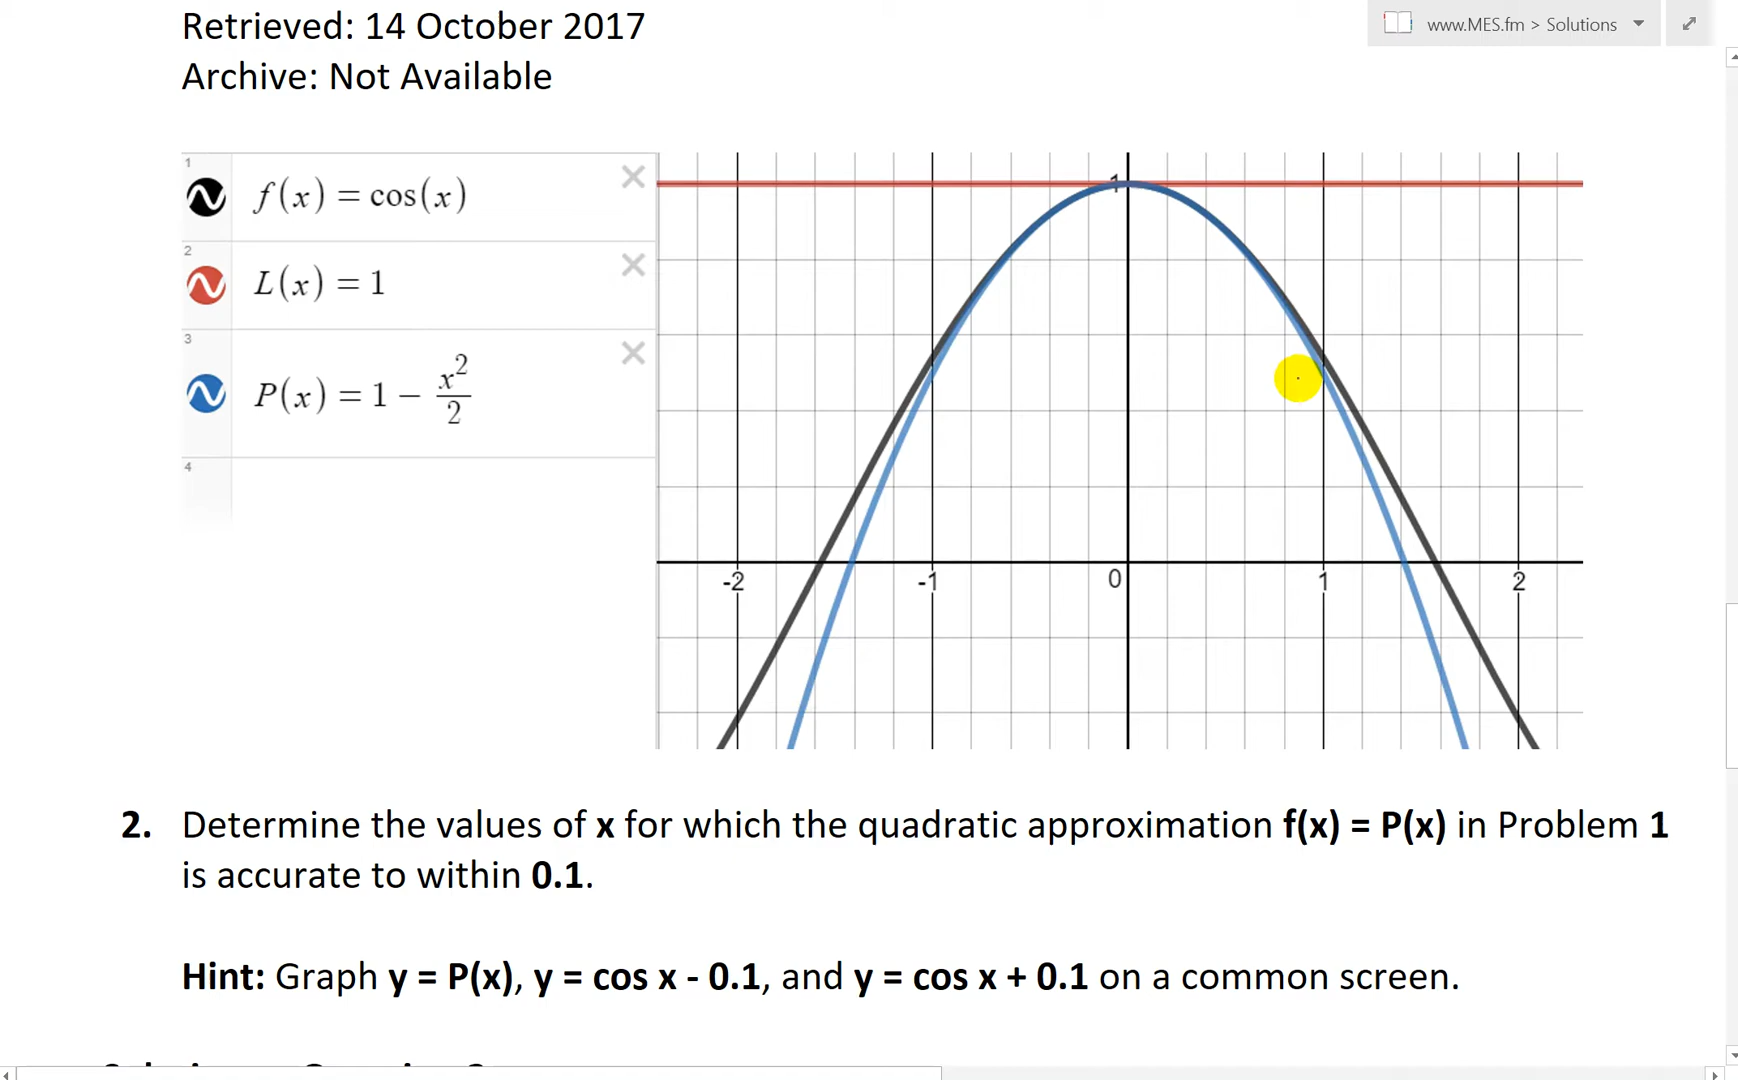 Retrieved: 14 October 2017
www.MES.fm > Solutions
Archive: Not Available
1
f(x) = cos(x)
2
L(x) = 1
3
P(x) = 1 − x²/2
4
1
-2 -1 0 1 2
2. Determine the values of x for which the quadratic approximation f(x) = P(x) in Problem 1
is accurate to within 0.1.
Hint: Graph y = P(x), y = cos x - 0.1, and y = cos x + 0.1 on a common screen.